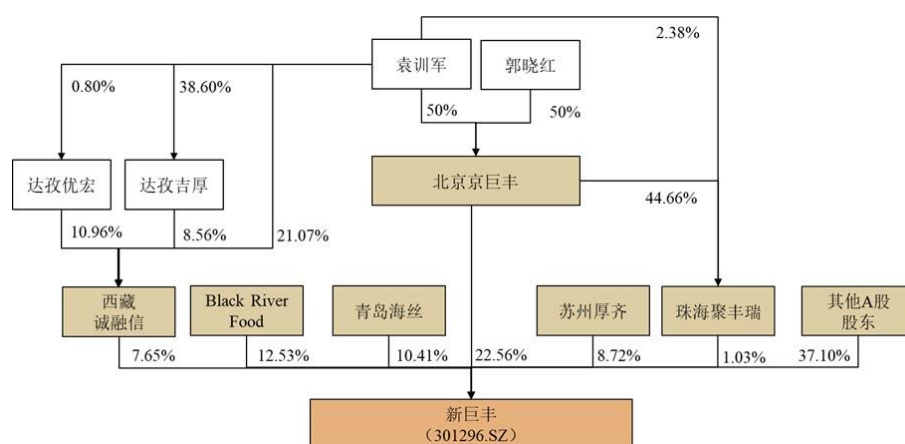 2.38%
袁训军
郭晓红
0.80%
38.60%
50%
50%
达孜优宏
达孜吉厚
北京京巨丰
44.66%
10.96%
8.56%
21.07%
西藏
诚融信
Black River
Food
青岛海丝
苏州厚齐
珠海聚丰瑞
其他A股
股东
7.65%
12.53%
10.41%
22.56%
8.72%
1.03%
37.10%
新巨丰
（301296.SZ）